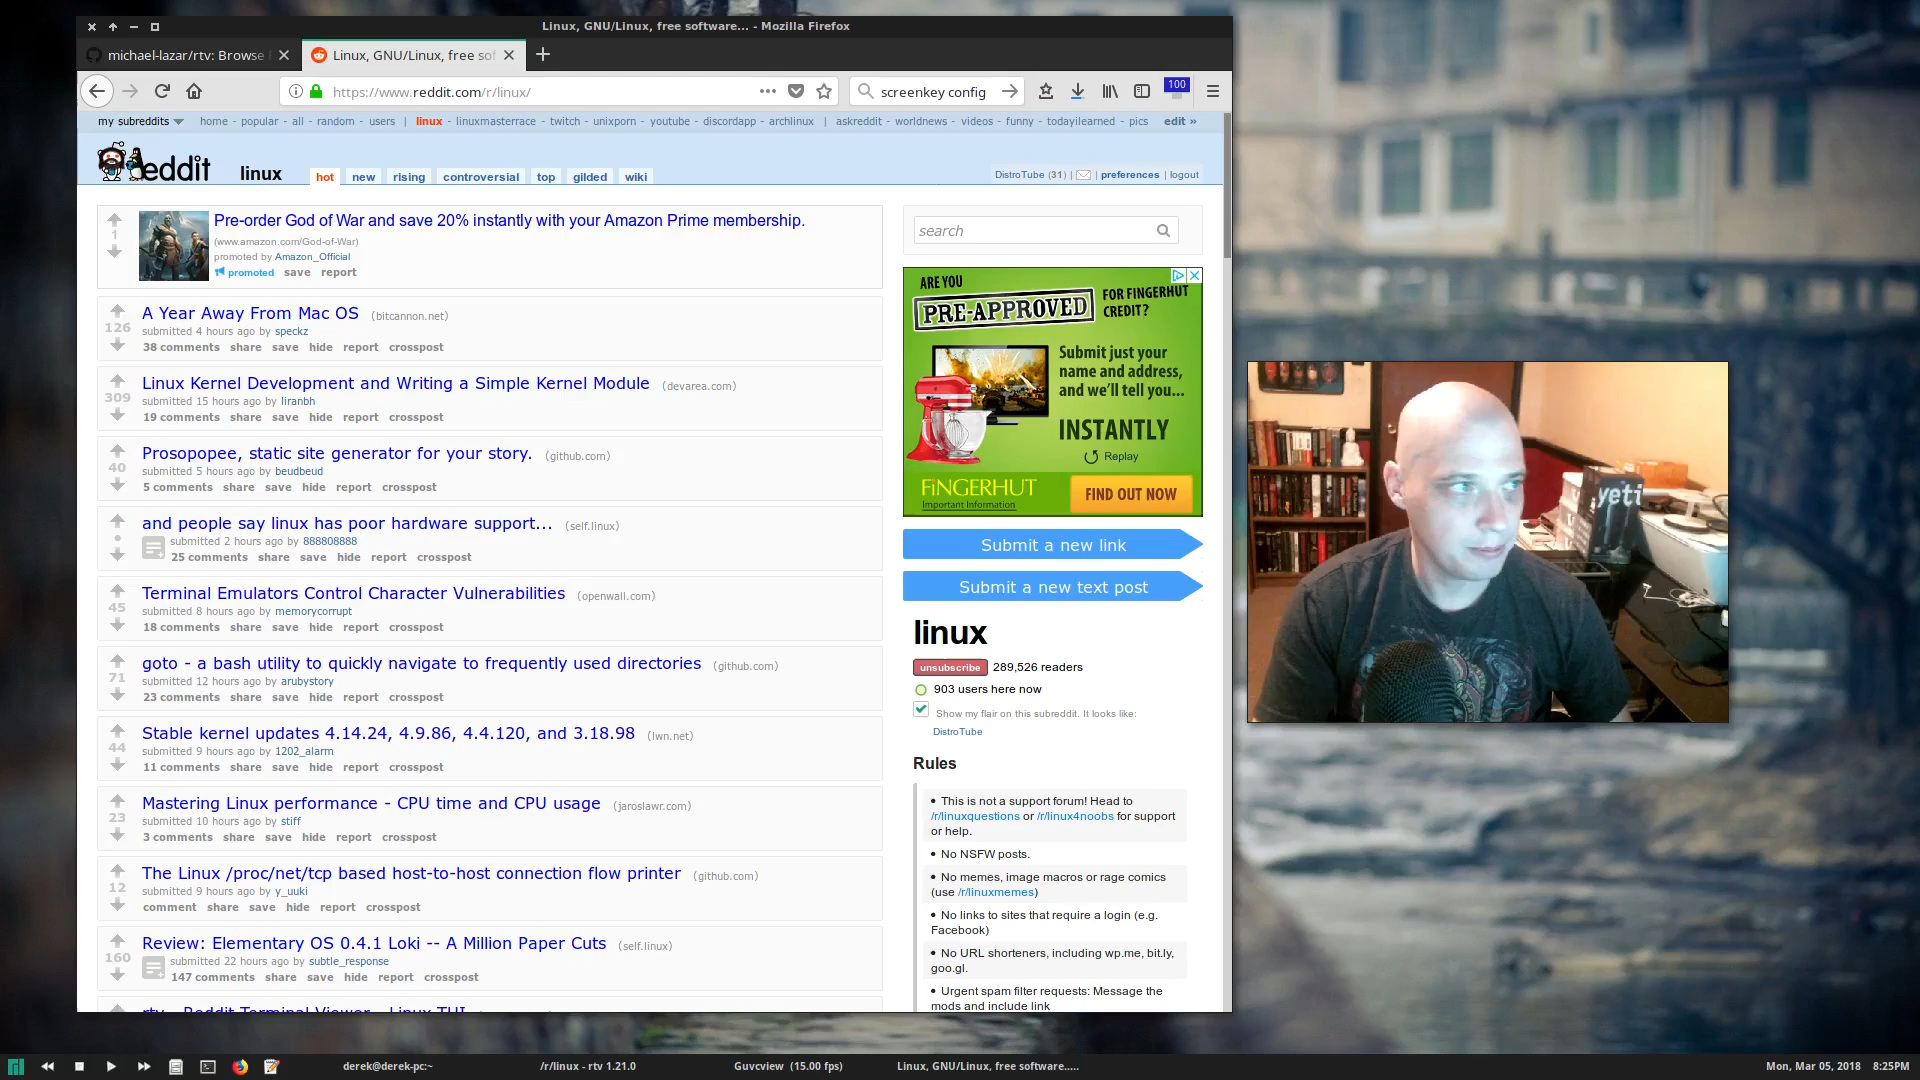 Linux, GNU/Linux, free software... - Mozilla Firefox
michael-lazar/rtv: Browse
Linux, GNU/Linux, free sof
https://www.reddit.com/r/linux/
screenkey config
100
my subreddits home - popular - all - random - users | linux - linuxmasterrace - twitch - unixporn - youtube - discordapp - archlinux | askreddit - worldnews - videos - funny - todayilearned - pics edit »
eddit linux hot new rising controversial top gilded wiki
DistroTube (31) | | preferences | logout
Pre-order God of War and save 20% instantly with your Amazon Prime membership.
1
(www.amazon.com/God-of-War)
promoted by Amazon_Official
promoted save report
A Year Away From Mac OS (bitcannon.net)
126
submitted 4 hours ago by speckz
38 comments share save hide report crosspost
Linux Kernel Development and Writing a Simple Kernel Module (devarea.com)
309
submitted 15 hours ago by liranbh
19 comments share save hide report crosspost
Prosopopee, static site generator for your story. (github.com)
40
submitted 5 hours ago by beudbeud
5 comments share save hide report crosspost
and people say linux has poor hardware support... (self.linux)
•
submitted 2 hours ago by 888808888
25 comments share save hide report crosspost
Terminal Emulators Control Character Vulnerabilities (openwall.com)
45
submitted 8 hours ago by memorycorrupt
18 comments share save hide report crosspost
goto - a bash utility to quickly navigate to frequently used directories (github.com)
71
submitted 12 hours ago by arubystory
23 comments share save hide report crosspost
Stable kernel updates 4.14.24, 4.9.86, 4.4.120, and 3.18.98 (lwn.net)
44
submitted 9 hours ago by 1202_alarm
11 comments share save hide report crosspost
Mastering Linux performance - CPU time and CPU usage (jaroslawr.com)
23
submitted 10 hours ago by stiff
3 comments share save hide report crosspost
The Linux /proc/net/tcp based host-to-host connection flow printer (github.com)
12
submitted 9 hours ago by y_uuki
comment share save hide report crosspost
Review: Elementary OS 0.4.1 Loki -- A Million Paper Cuts (self.linux)
160
submitted 22 hours ago by subtle_response
147 comments share save hide report crosspost
rtv - Reddit Terminal Viewer - Linux TUI
search
ARE YOU
PRE-APPROVED
FOR FINGERHUT
CREDIT?
Submit just your
name and address,
and we'll tell you...
INSTANTLY
Replay
FINGERHUT
Important Information
FIND OUT NOW
Submit a new link
Submit a new text post
linux
unsubscribe 289,526 readers
903 users here now
Show my flair on this subreddit. It looks like:
DistroTube
Rules
• This is not a support forum! Head to
/r/linuxquestions or /r/linux4noobs for support
or help.
• No NSFW posts.
• No memes, image macros or rage comics
(use /r/linuxmemes)
• No links to sites that require a login (e.g.
Facebook)
• No URL shorteners, including wp.me, bit.ly,
goo.gl.
• Urgent spam filter requests: Message the
mods and include link
yeti
derek@derek-pc:~
/r/linux - rtv 1.21.0
Guvcview (15.00 fps)
Linux, GNU/Linux, free software.....
Mon, Mar 05, 2018 8:25PM